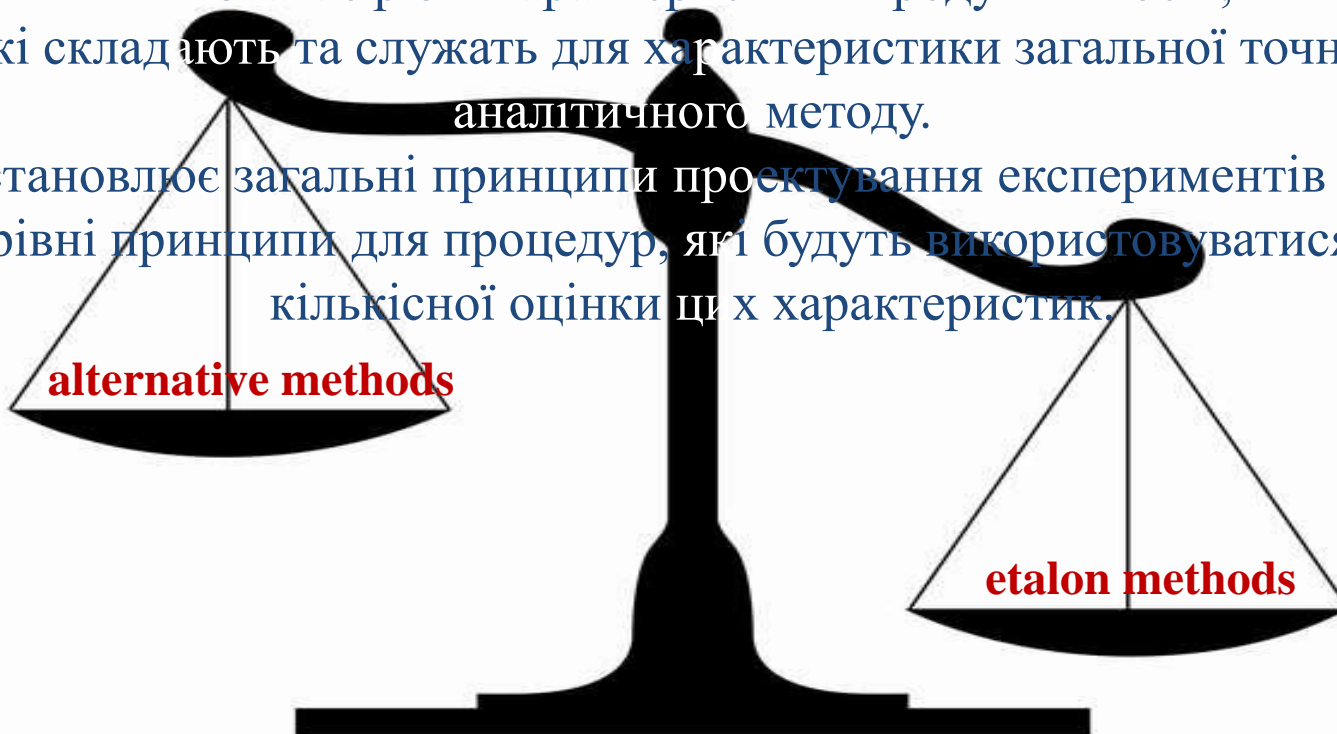 кі складають та служать для характеристики загальної точн
аналітичного методу.
становлює загальні принципи проектування експериментів
рівні принципи для процедур, які будуть використовуватися
кількісної оцінки цих характеристик.
alternative methods
etalon methods